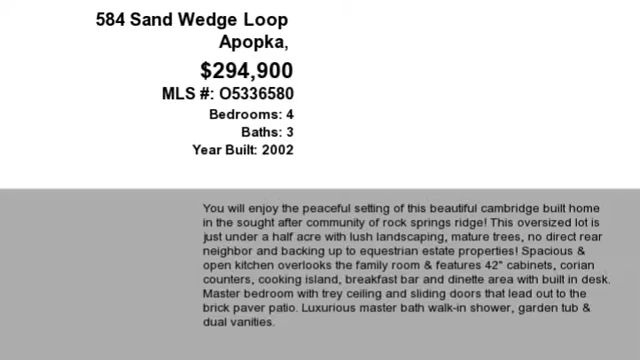 584 Sand Wedge Loop
Apopka,
$294,900
MLS #: O5336580
Bedrooms: 4
Baths: 3
Year Built: 2002
You will enjoy the peaceful setting of this beautiful cambridge built home
in the sought after community of rock springs ridge! This oversized lot is
just under a half acre with lush landscaping, mature trees, no direct rear
neighbor and backing up to equestrian estate properties! Spacious &
open kitchen overlooks the family room & features 42" cabinets, corian
counters, cooking island, breakfast bar and dinette area with built in desk.
Master bedroom with trey ceiling and sliding doors that lead out to the
brick paver patio. Luxurious master bath walk-in shower, garden tub &
dual vanities.